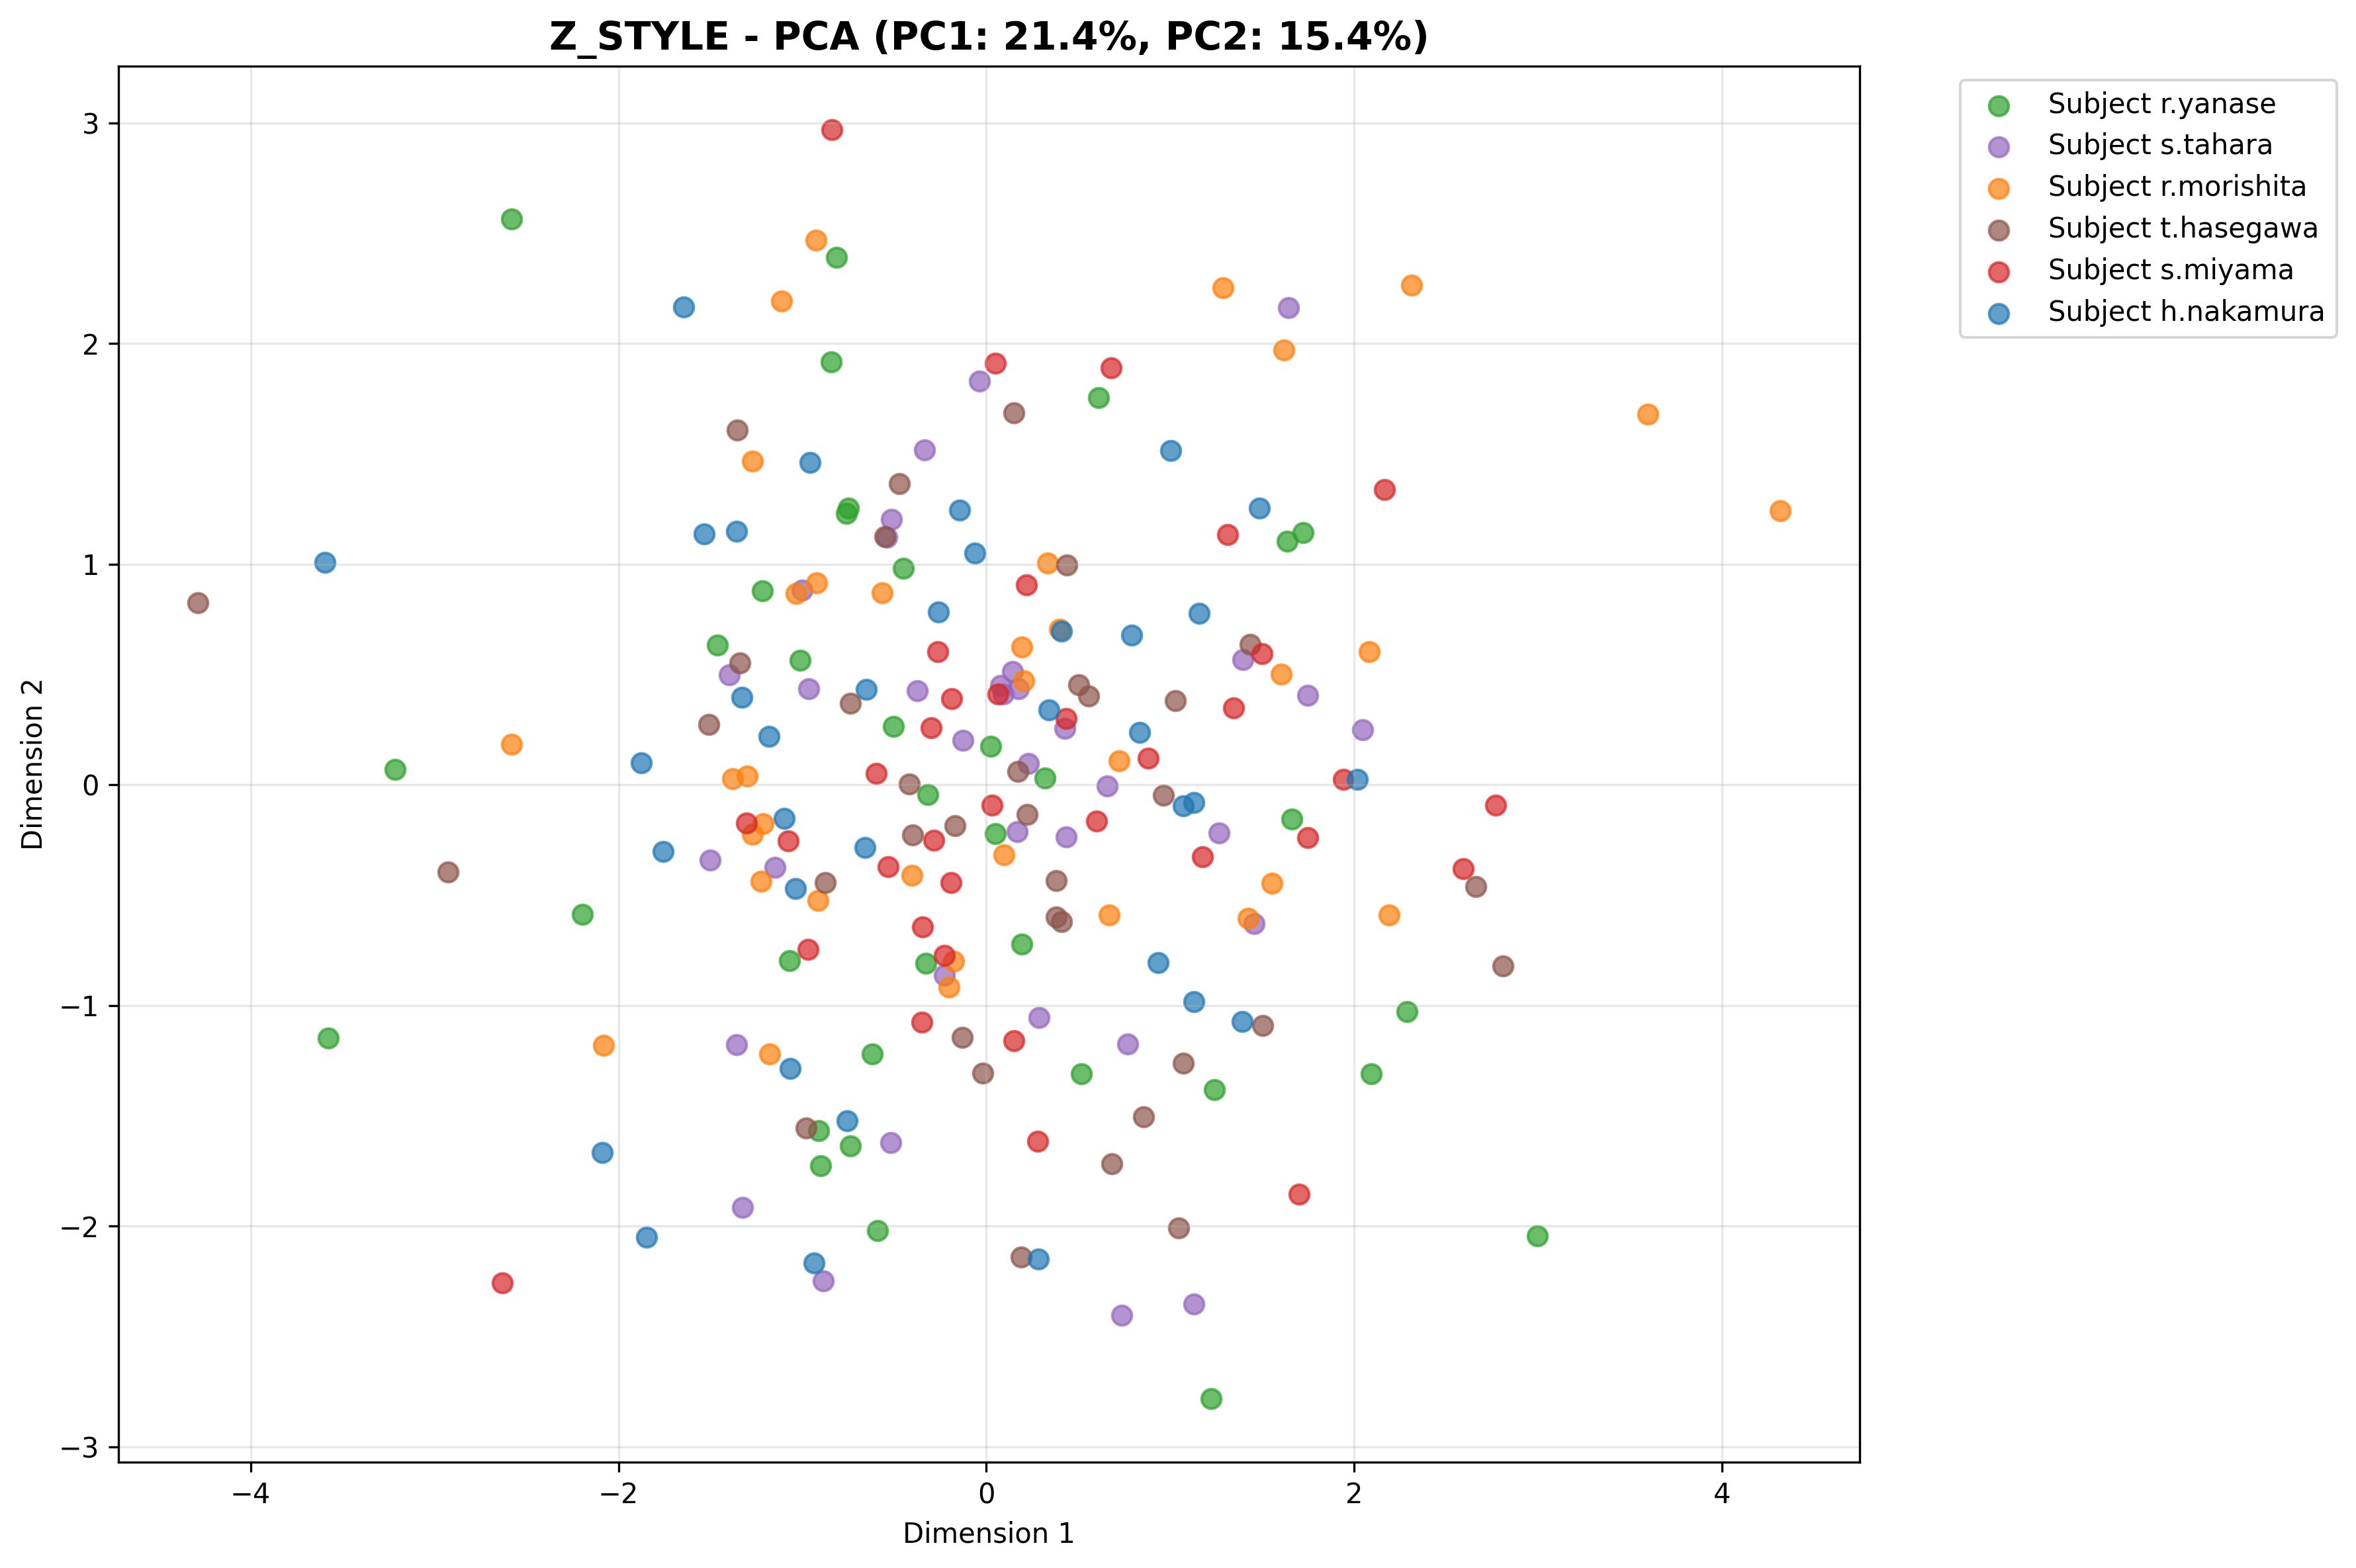 Z_STYLE - PCA (PC1: 21.4%, PC2: 15.4%)
Subject r.yanase
Subject s.tahara
Subject r.morishita
Subject t.hasegawa
Subject s.miyama
Subject h.nakamura
Dimension 2
3
2
1
0
−1
−2
−3
−4
−2
0
2
4
Dimension 1